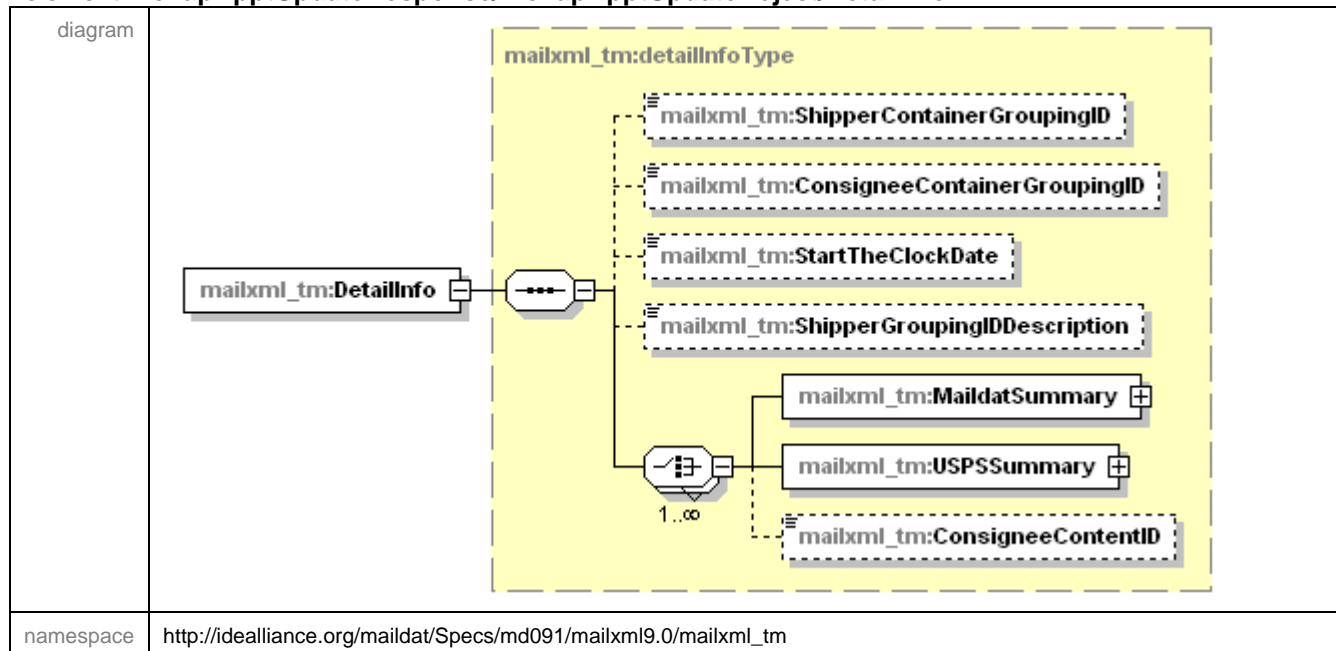 diagram
mailxml_tm:detailInfoType
mailxml_tm:ShipperContainerGroupingID
mailxml_tm:ConsigneeContainerGroupingID
mailxml_tm:StartTheClockDate
mailxml_tm:DetailInfo
mailxml_tm:ShipperGroupingIDDescription
mailxml_tm:MaildatSummary
mailxml_tm:USPSSummary
1..∞
mailxml_tm:ConsigneeContentID
namespace http://idealliance.org/maildat/Specs/md091/mailxml9.0/mailxml_tm